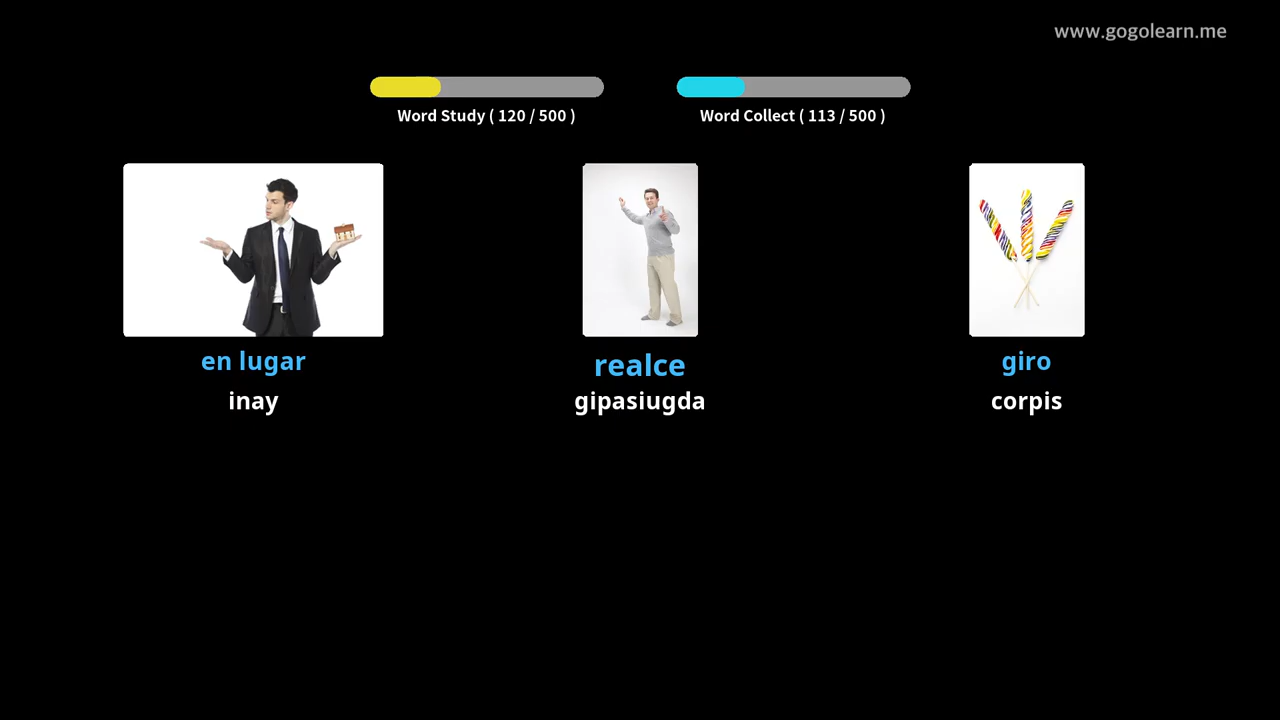 www.gogolearn.me
Word Study ( 120 / 500 )
Word Collect ( 113 / 500 )
en lugar
inay
realce
gipasiugda
giro
corpis